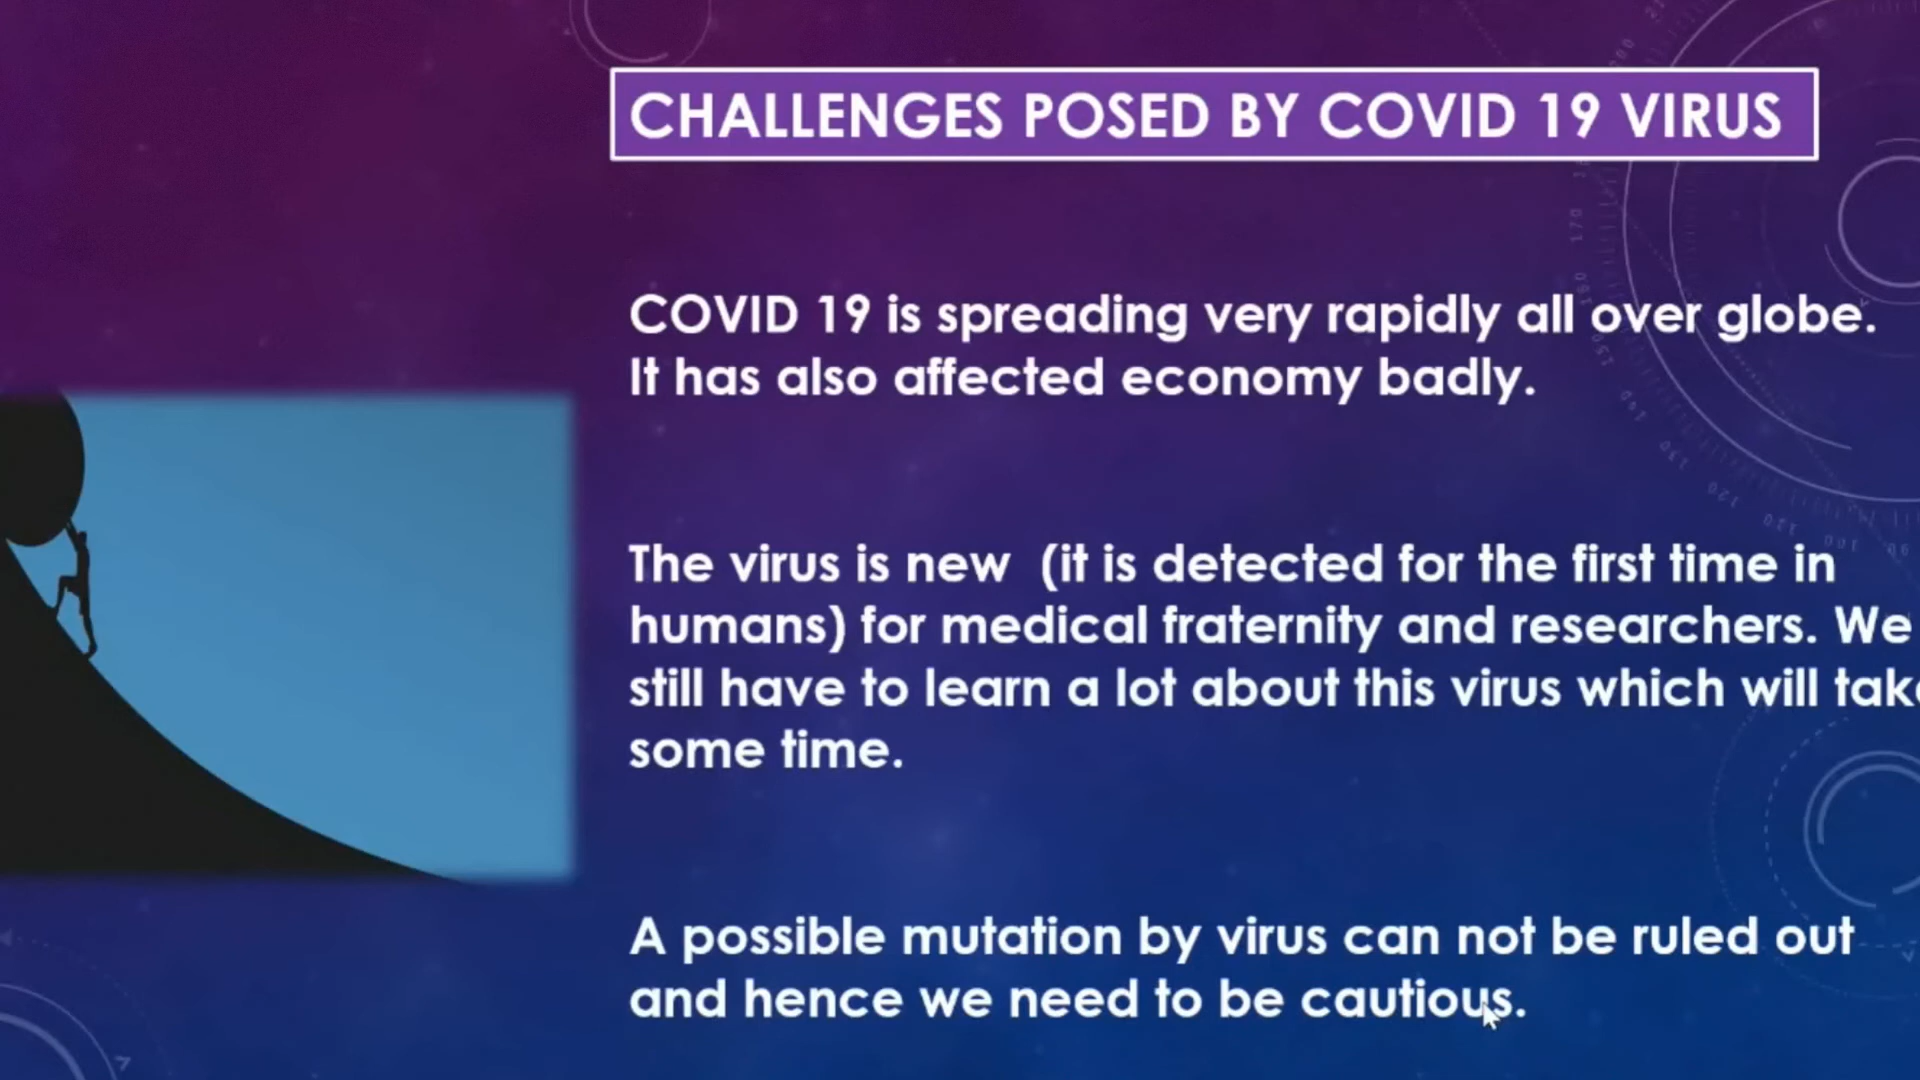 CHALLENGES POSED BY COVID 19 VIRUS
COVID 19 is spreading very rapidly all over globe.
It has also affected economy badly.
The virus is new (it is detected for the first time in
humans) for medical fraternity and researchers. We
still have to learn a lot about this virus which will
some time.
A possible mutation by virus can not be ruled out
and hence we need to be cautious.